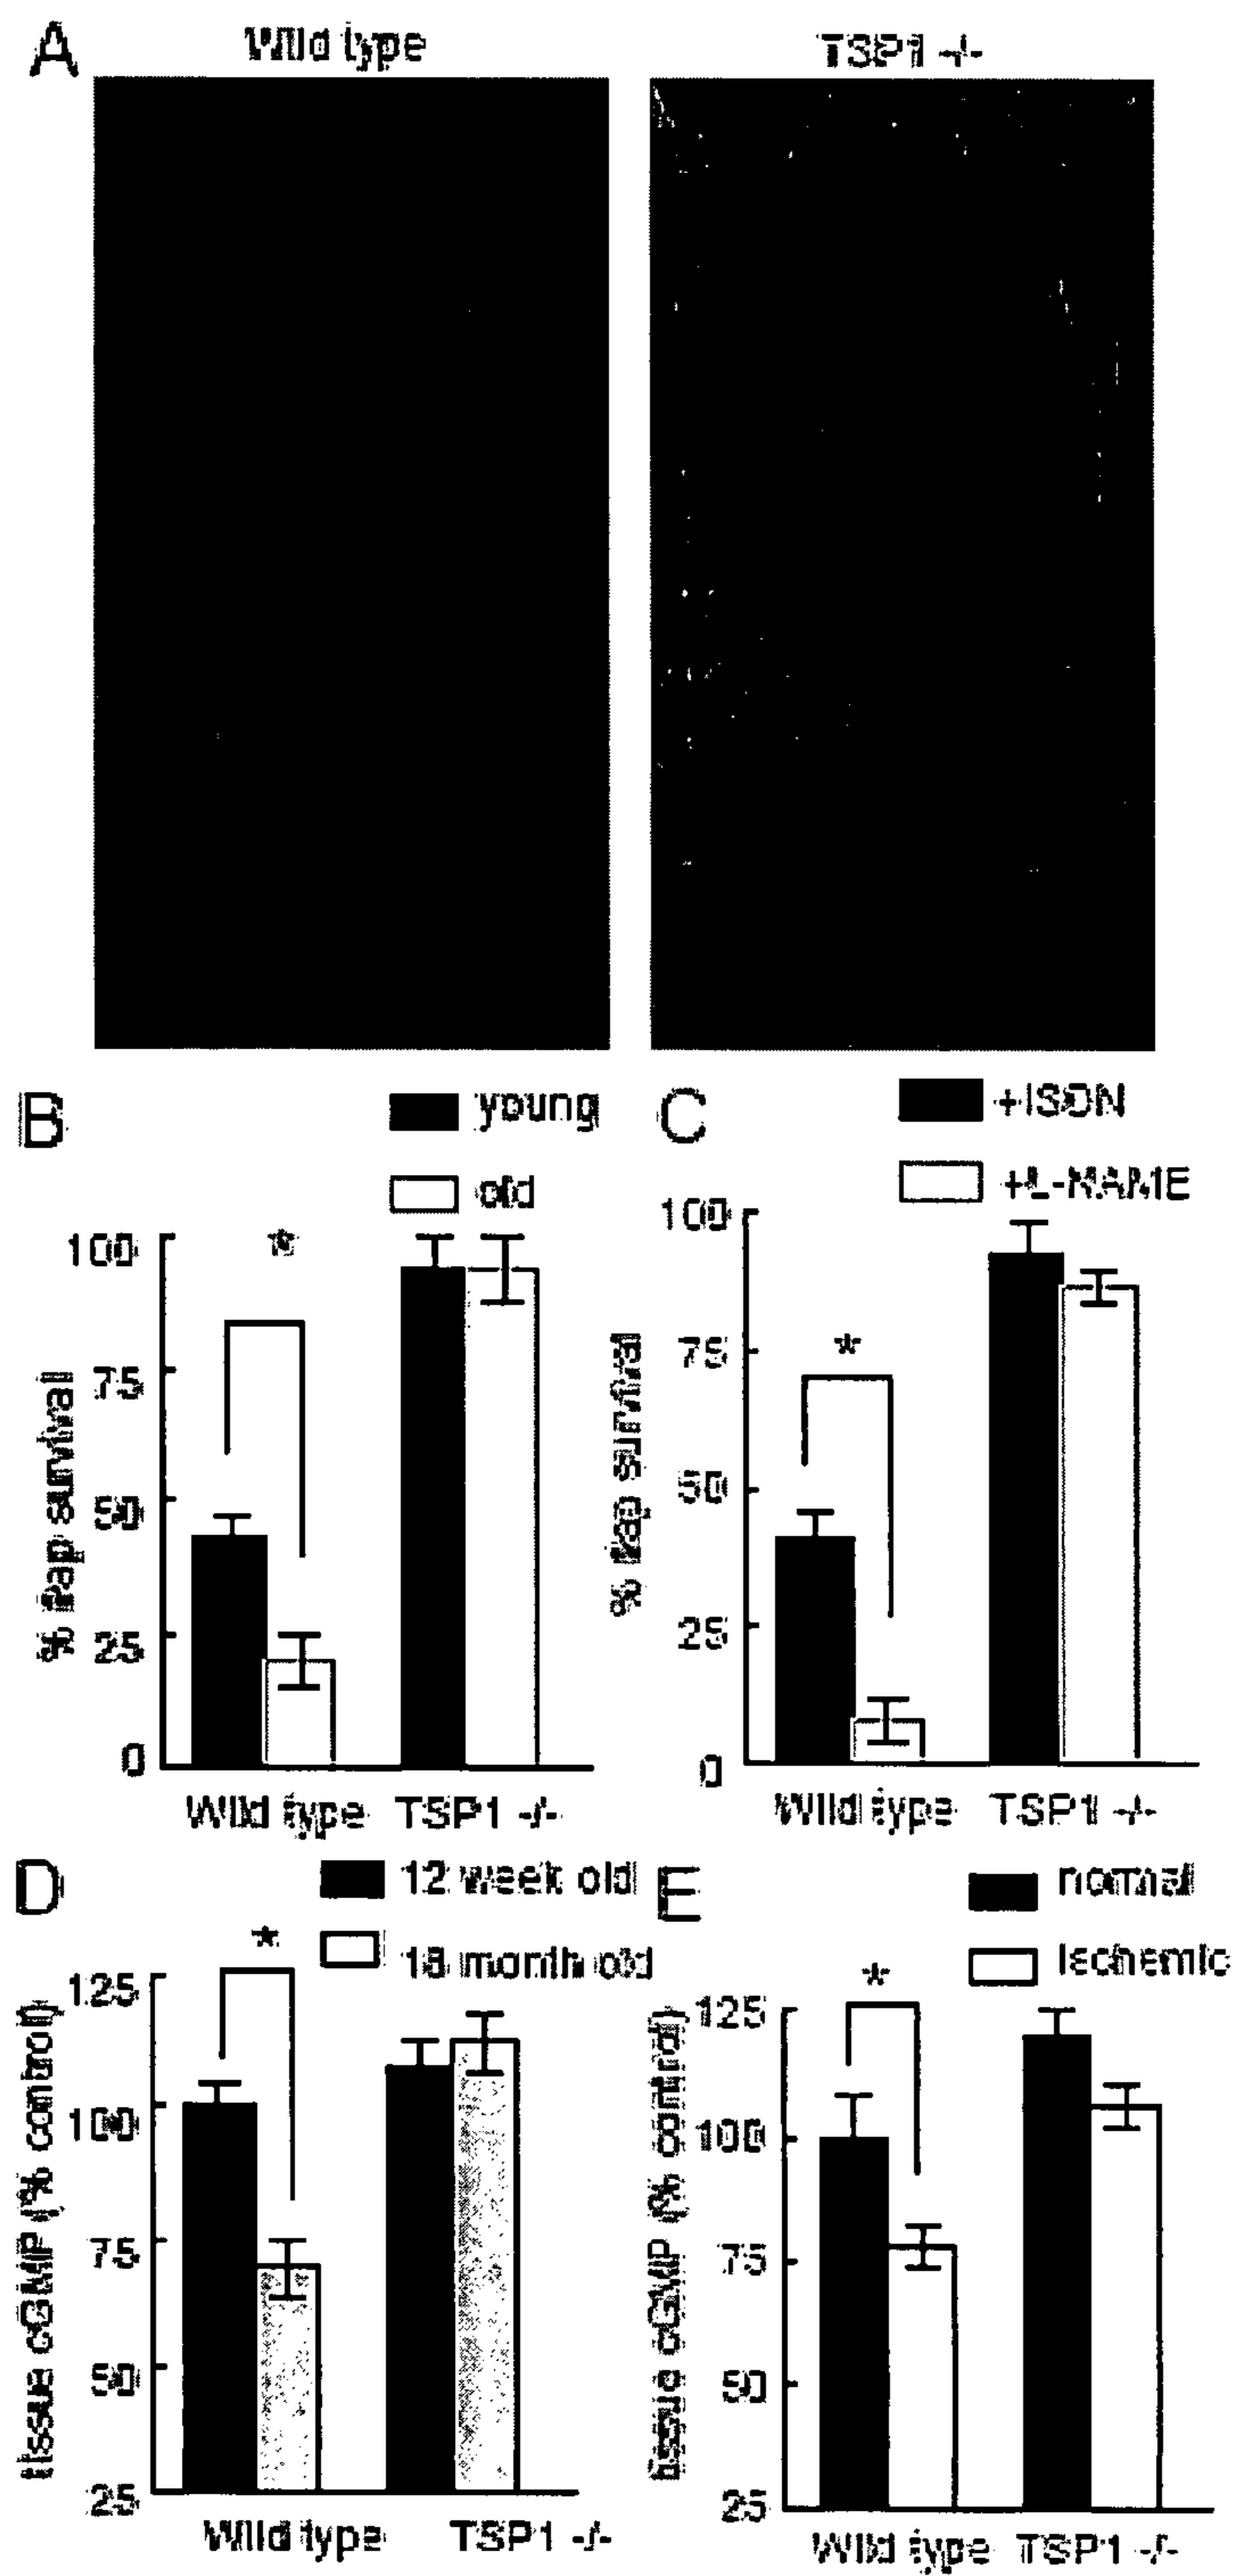 A
Wild type
TSP1 -/-
B
young
old
C
+ISDN
+L-NAME
100
*
75
50
25
0
% flap survival
Wild type TSP1 -/-
100
*
75
50
25
0
% flap survival
Wild type TSP1 -/-
D
12 week old
18 month old
*
125
100
75
50
25
tissue cGMP (% control)
Wild type TSP1 -/-
E
normal
Ischemic
*
125
100
75
50
25
tissue cGMP (% control)
Wild type TSP1 -/-